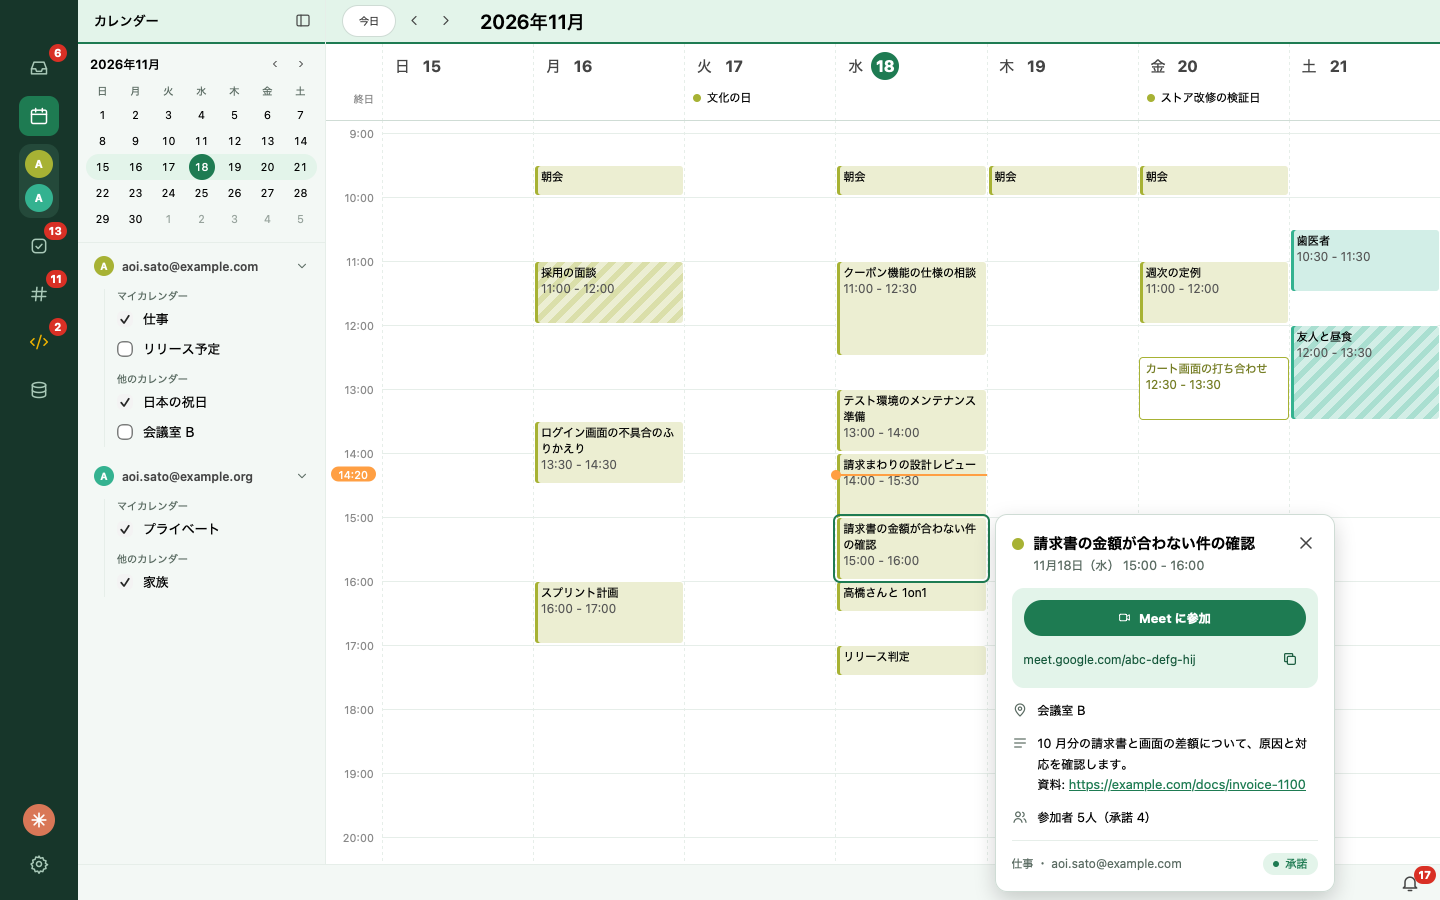 6
A
A
13
11
2
カレンダー
2026年11月
日 月 火 水 木 金 土
1 2 3 4 5 6 7
8 9 10 11 12 13 14
15 16 17 18 19 20 21
22 23 24 25 26 27 28
29 30 1 2 3 4 5
A aoi.sato@example.com
マイカレンダー
仕事
リリース予定
他のカレンダー
日本の祝日
会議室 B
A aoi.sato@example.org
マイカレンダー
プライベート
他のカレンダー
家族
今日
2026年11月
日 15
月 16
火 17
水 18
木 19
金 20
土 21
終日
文化の日
ストア改修の検証日
9:00
10:00
11:00
12:00
13:00
14:00
14:20
15:00
16:00
17:00
18:00
19:00
20:00
朝会
採用の面談
11:00 - 12:00
ログイン画面の不具合のふ
りかえり
13:30 - 14:30
スプリント計画
16:00 - 17:00
朝会
クーポン機能の仕様の相談
11:00 - 12:30
テスト環境のメンテナンス
準備
13:00 - 14:00
請求まわりの設計レビュー
14:00 - 15:30
請求書の金額が合わない件
の確認
15:00 - 16:00
高橋さんと 1on1
リリース判定
朝会
朝会
週次の定例
11:00 - 12:00
カート画面の打ち合わせ
12:30 - 13:30
歯医者
10:30 - 11:30
友人と昼食
12:00 - 13:30
請求書の金額が合わない件の確認
11月18日（水） 15:00 - 16:00
Meet に参加
meet.google.com/abc-defg-hij
会議室 B
10 月分の請求書と画面の差額について、原因と対
応を確認します。
資料: https://example.com/docs/invoice-1100
参加者 5人（承諾 4）
仕事 ・ aoi.sato@example.com
承諾
17